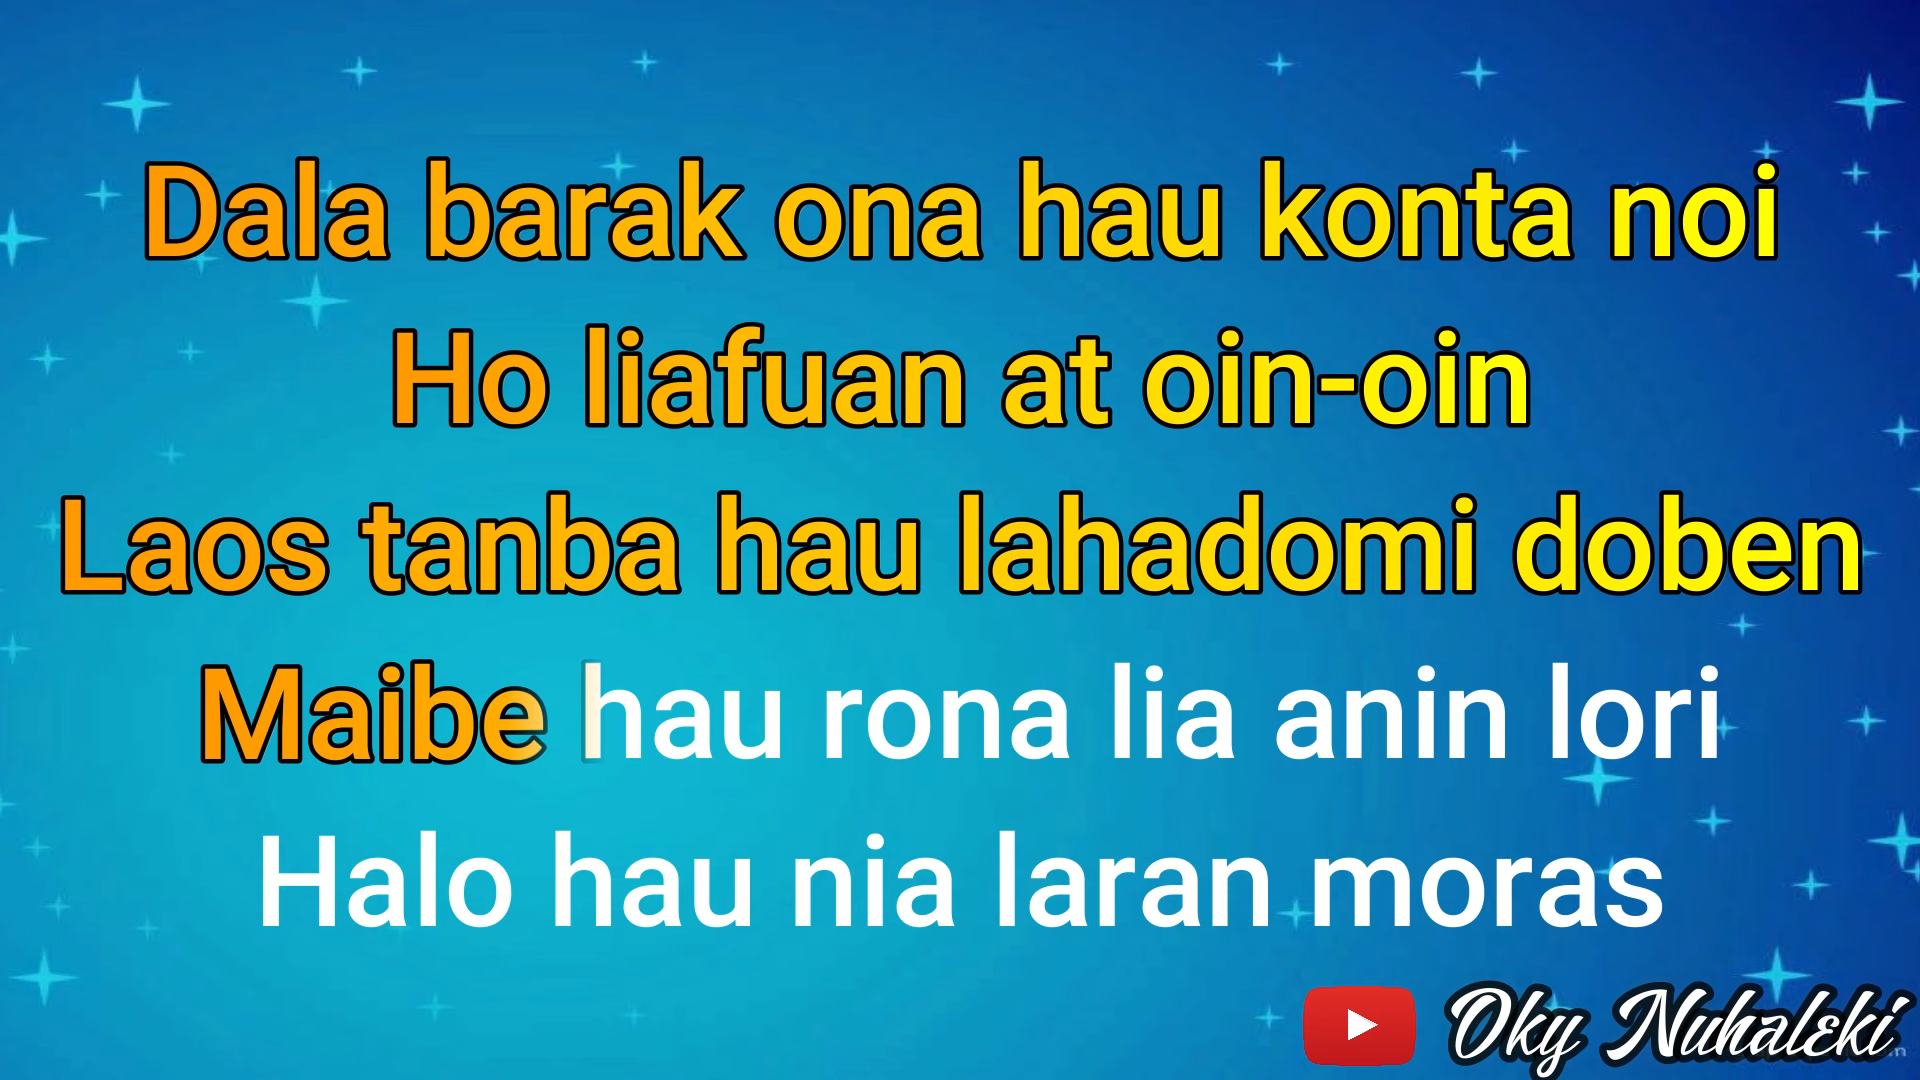 Dala barak ona hau konta noi
Ho liafuan at oin-oin
Laos tanba hau lahadomi doben
Maibe hau rona lia anin lori
Halo hau nia laran moras
Oky Nuhaleki